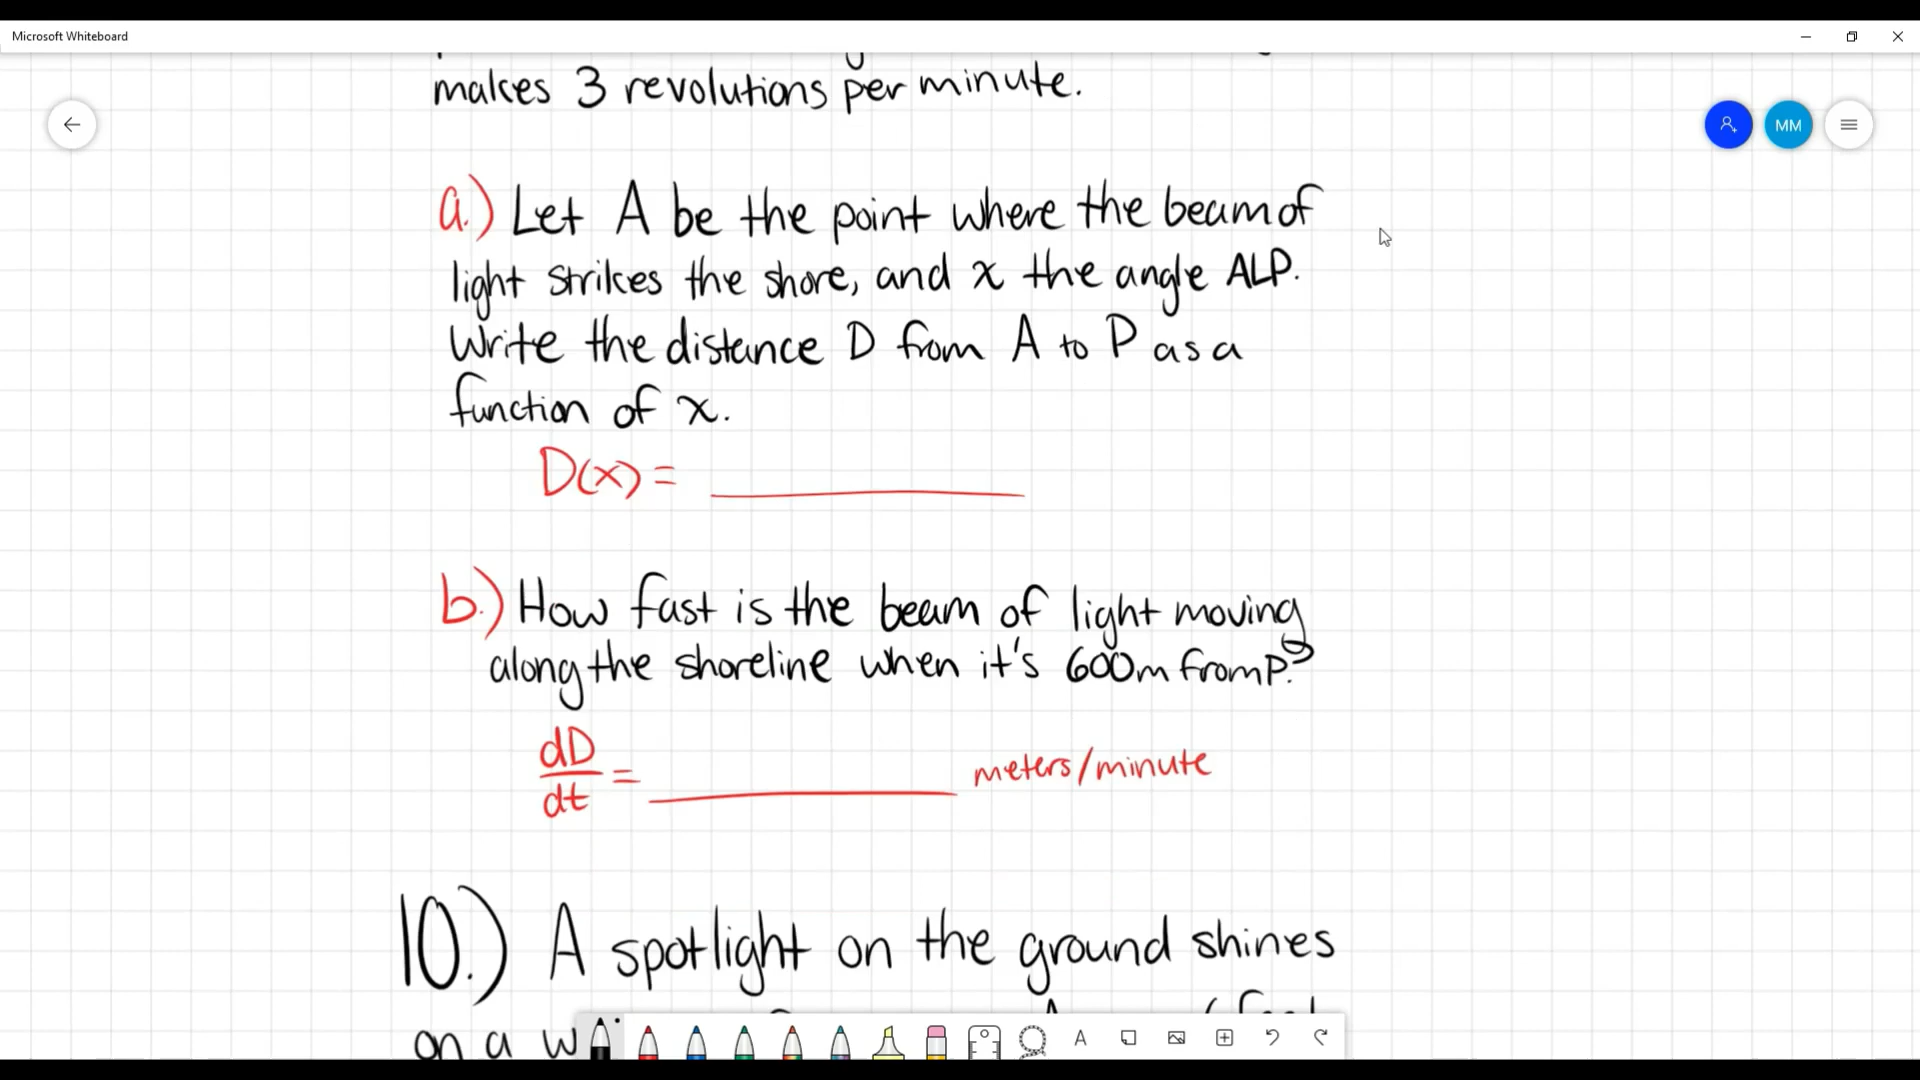 Microsoft Whiteboard
makes 3 revolutions per minute.
MM
a.) Let A be the point where the beam of
light strikes the shore, and x the angle ALP.
Write the distance D from A to P as a
function of x.
D(x) =
b.) How fast is the beam of light moving
along the shoreline when it's 600m from P?
dD/dt = meters/minute
10.) A spotlight on the ground shines
on a w